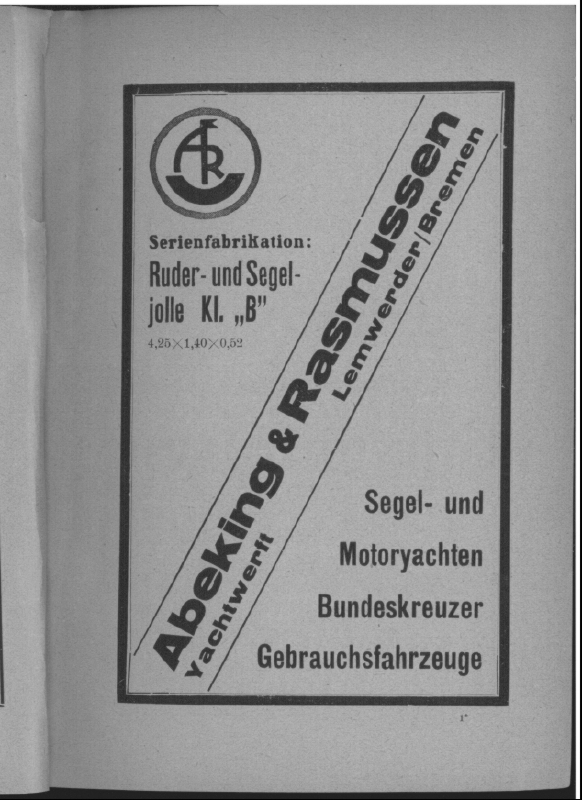 AR
Serienfabrikation:
Ruder- und Segel-
jolle Kl. „B”
4,25×1,40×0,52
Abeking & Rasmussen
Yachtwerft
Lemwerder/Bremen
Segel- und
Motoryachten
Bundeskreuzer
Gebrauchsfahrzeuge
1*